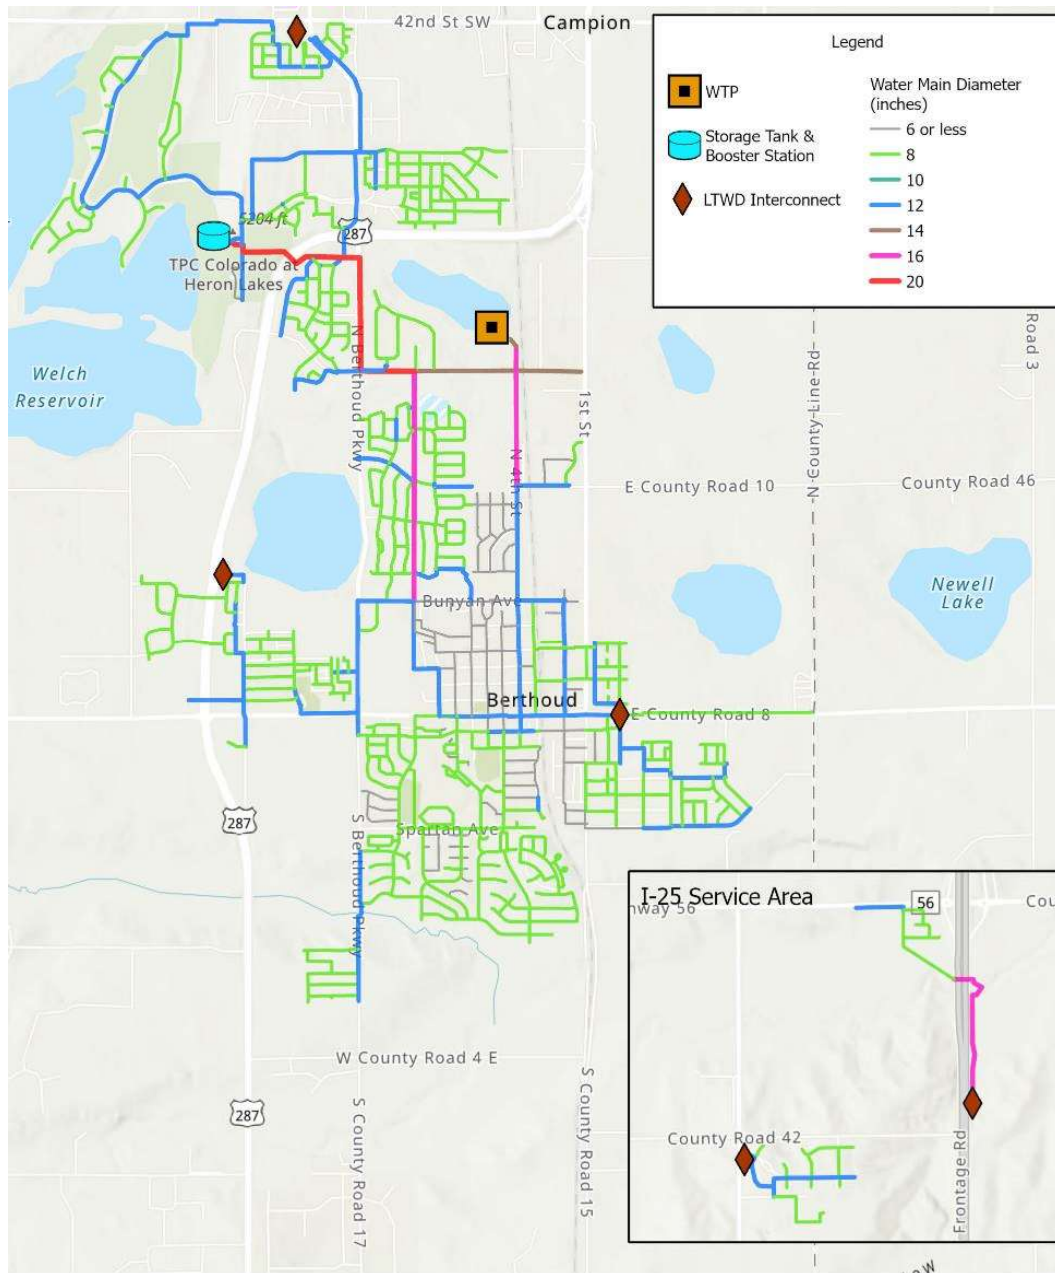 42nd St SW
Campion
Legend
WTP
Storage Tank &
Booster Station
LTWD Interconnect
Water Main Diameter
(inches)
6 or less
8
10
12
14
16
20
5204 ft
287
TPC Colorado at
Heron Lakes
Welch
Reservoir
N Berthoud Pkwy
1st St
N County Line Rd
Road 3
N 4th St
E County Road 10
County Road 46
Newell
Lake
Bunyan Ave
Berthoud
E County Road 8
287
S Berthoud Pkwy
Spartan Ave
W County Road 4 E
287
S County Road 17
S County Road 15
I-25 Service Area
hway 56
56
Cou
County Road 42
Frontage Rd